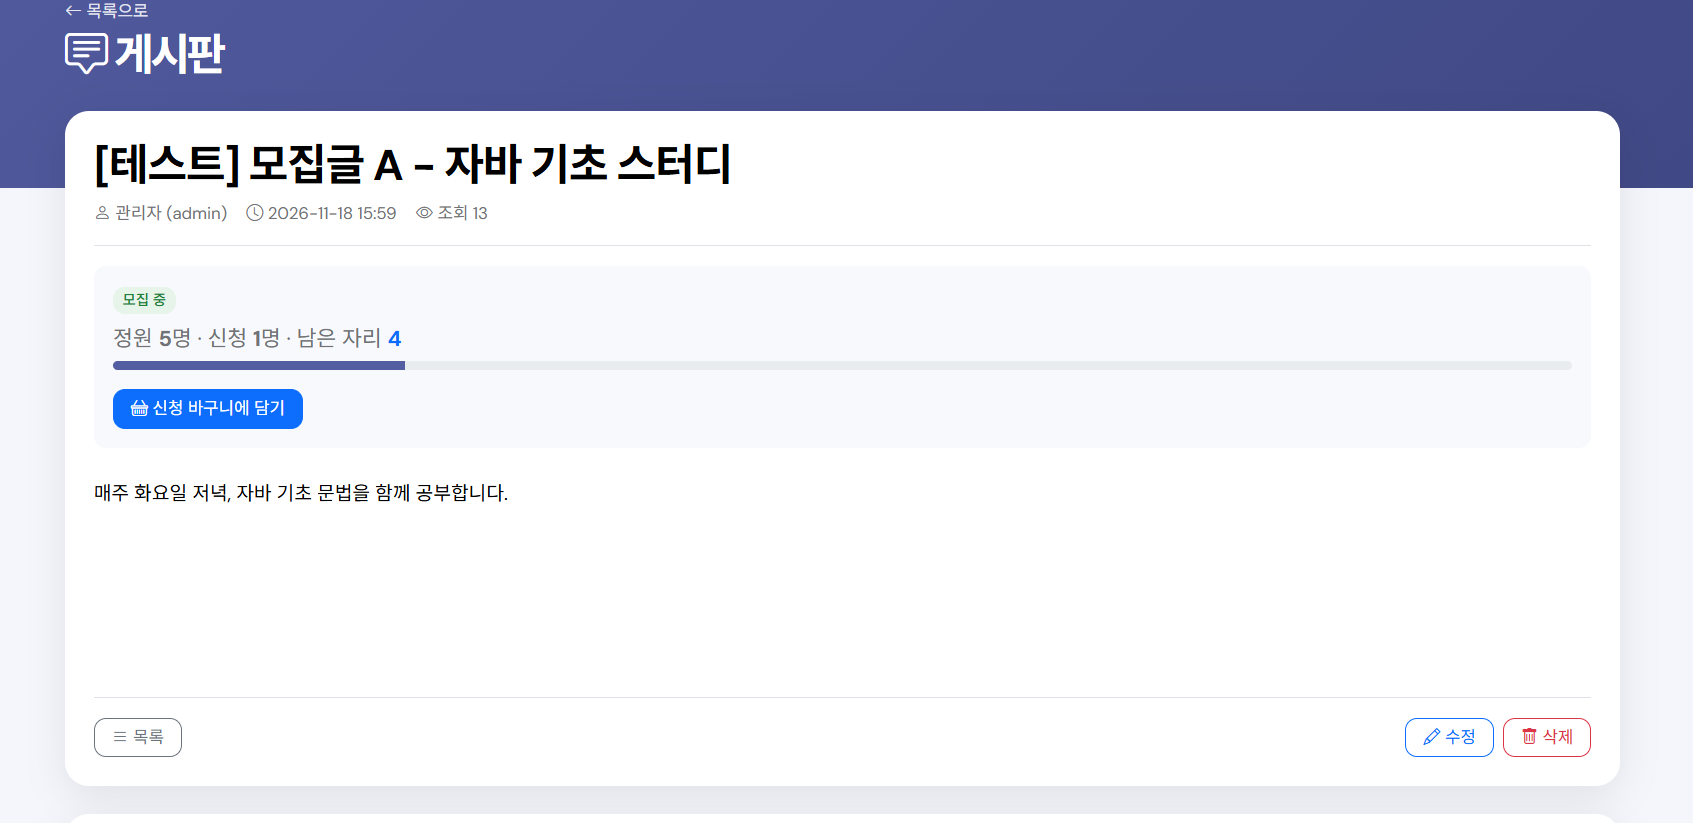 ← 목록으로
게시판
[테스트] 모집글 A - 자바 기초 스터디
관리자 (admin) 2026-11-18 15:59 조회 13
모집 중
정원 5명 · 신청 1명 · 남은 자리 4
신청 바구니에 담기
매주 화요일 저녁, 자바 기초 문법을 함께 공부합니다.
목록 수정 삭제